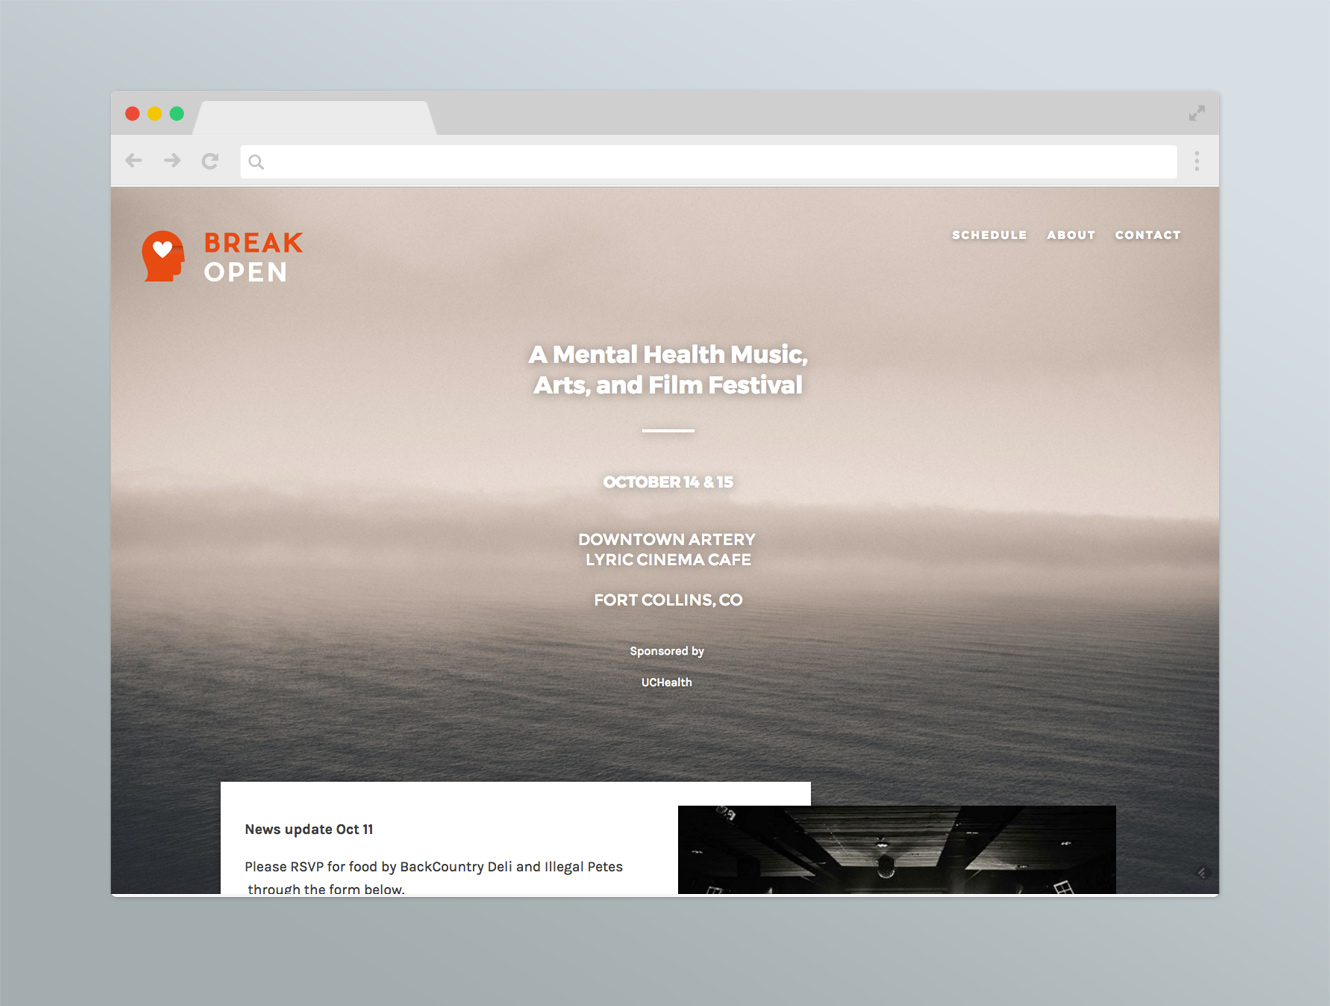 BREAK
OPEN
SCHEDULE ABOUT CONTACT
A Mental Health Music,
Arts, and Film Festival
OCTOBER 14 & 15
DOWNTOWN ARTERY
LYRIC CINEMA CAFE
FORT COLLINS, CO
Sponsored by
UCHealth
News update Oct 11
Please RSVP for food by BackCountry Deli and Illegal Petes
through the form below.